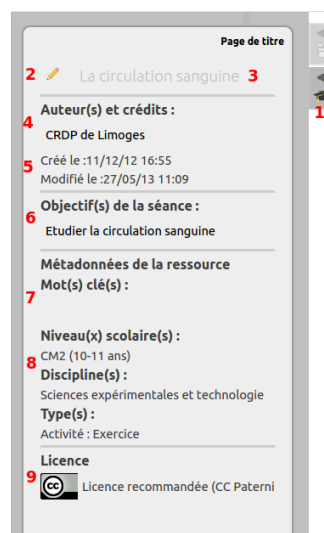 Page de titre
2 La circulation sanguine 3
1
Auteur(s) et crédits :
4
CRDP de Limoges
5 Créé le :11/12/12 16:55
Modifié le :27/05/13 11:09
6 Objectif(s) de la séance :
Etudier la circulation sanguine
Métadonnées de la ressource
Mot(s) clé(s) :
7
Niveau(x) scolaire(s) :
8 CM2 (10-11 ans)
Discipline(s) :
Sciences expérimentales et technologie
Type(s) :
Activité : Exercice
Licence
9 cc Licence recommandée (CC Paterni